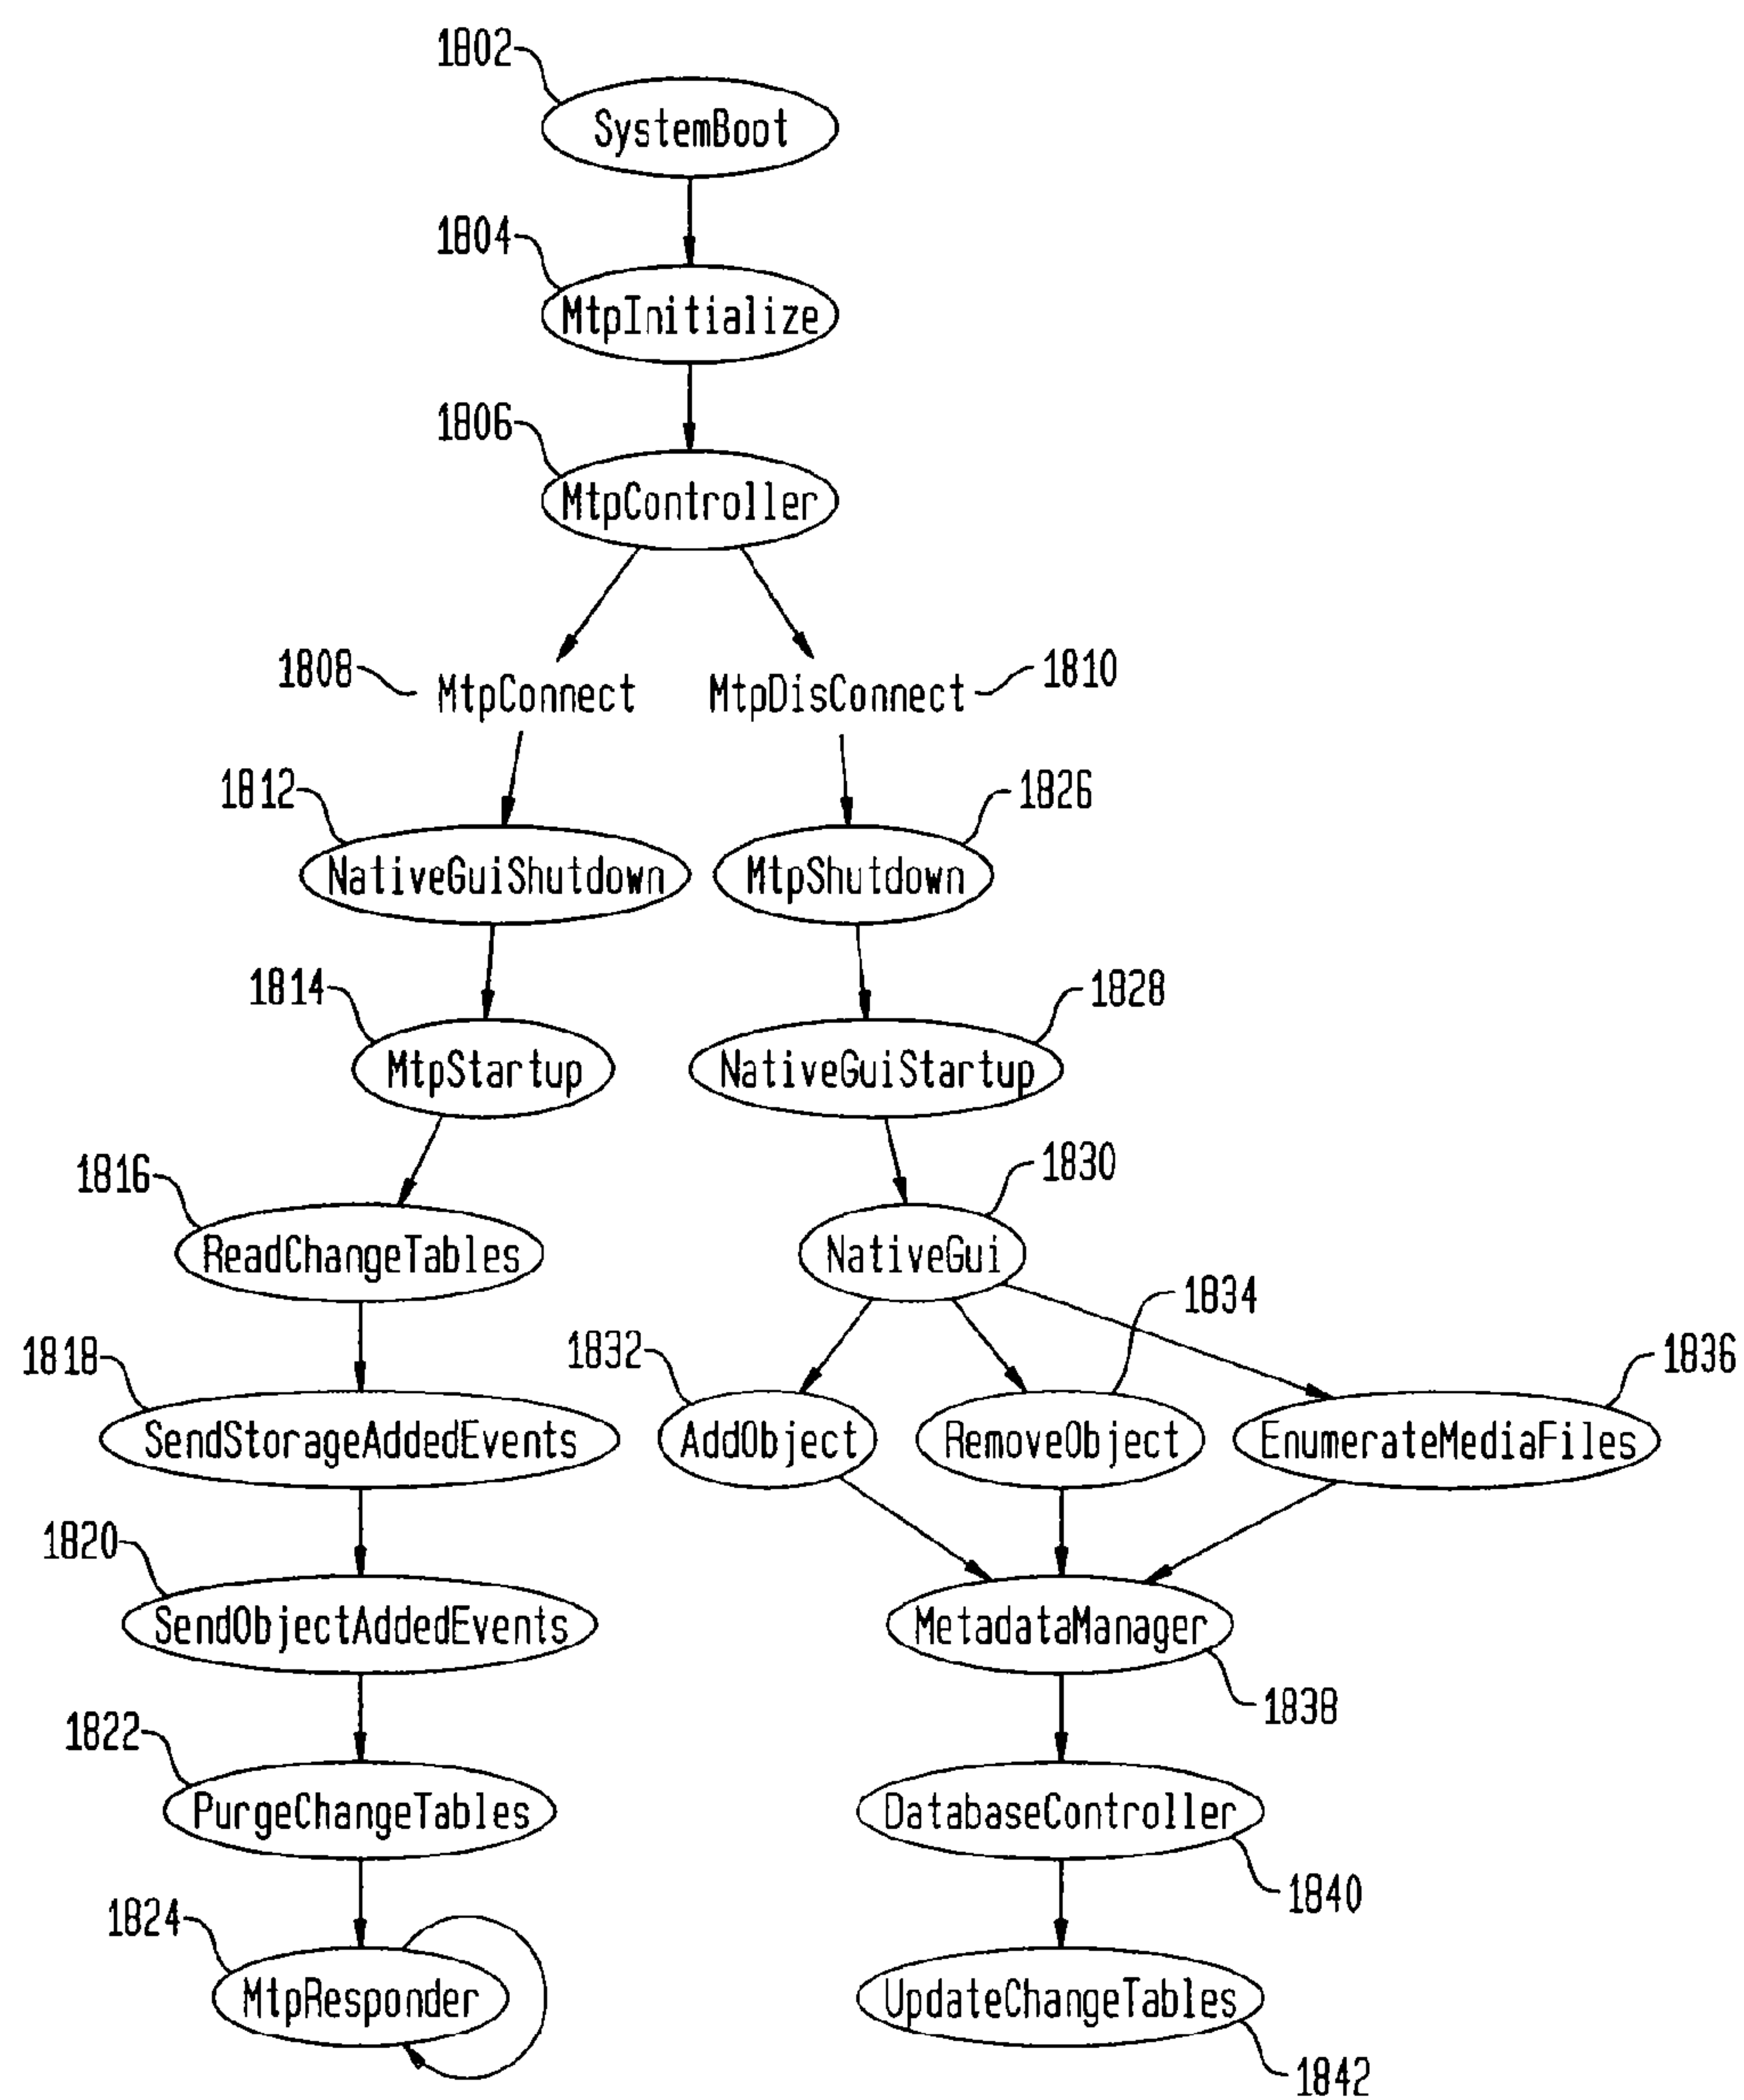 1802
SystemBoot
1804
MtpInitialize
1806
MtpController
1808
MtpConnect
MtpDisConnect
1810
1812
NativeGuiShutdown
MtpShutdown
1826
1814
MtpStartup
NativeGuiStartup
1828
1816
ReadChangeTables
NativeGui
1830
1834
1818
SendStorageAddedEvents
1832
AddObject
RemoveObject
EnumerateMediaFiles
1836
1820
SendObjectAddedEvents
MetadataManager
1838
1822
PurgeChangeTables
DatabaseController
1840
1824
MtpResponder
UpdateChangeTables
1842